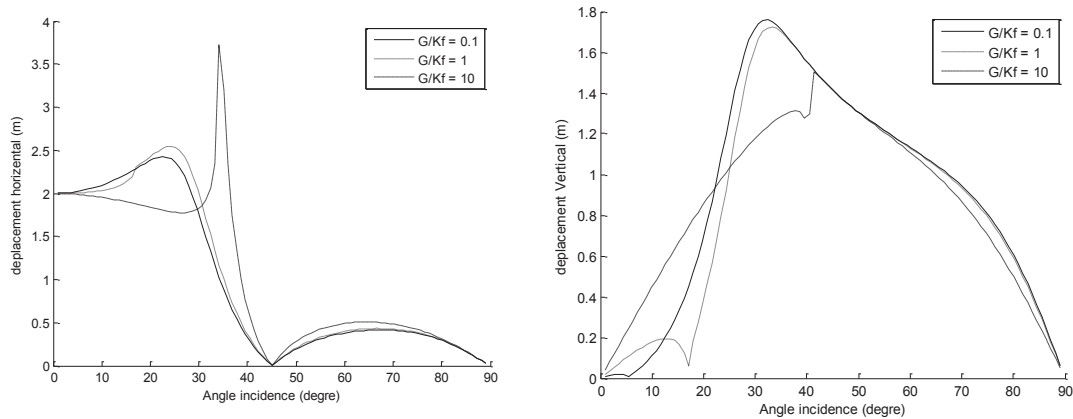 deplacement horizental (m)
4
3.5
3
2.5
2
1.5
1
0.5
0
0 10 20 30 40 50 60 70 80 90
Angle incidence (degre)
G/Kf = 0.1
G/Kf = 1
G/Kf = 10
deplacement Vertical (m)
1.8
1.6
1.4
1.2
1
0.8
0.6
0.4
0.2
0
0 10 20 30 40 50 60 70 80 90
Angle incidence (degre)
G/Kf = 0.1
G/Kf = 1
G/Kf = 10